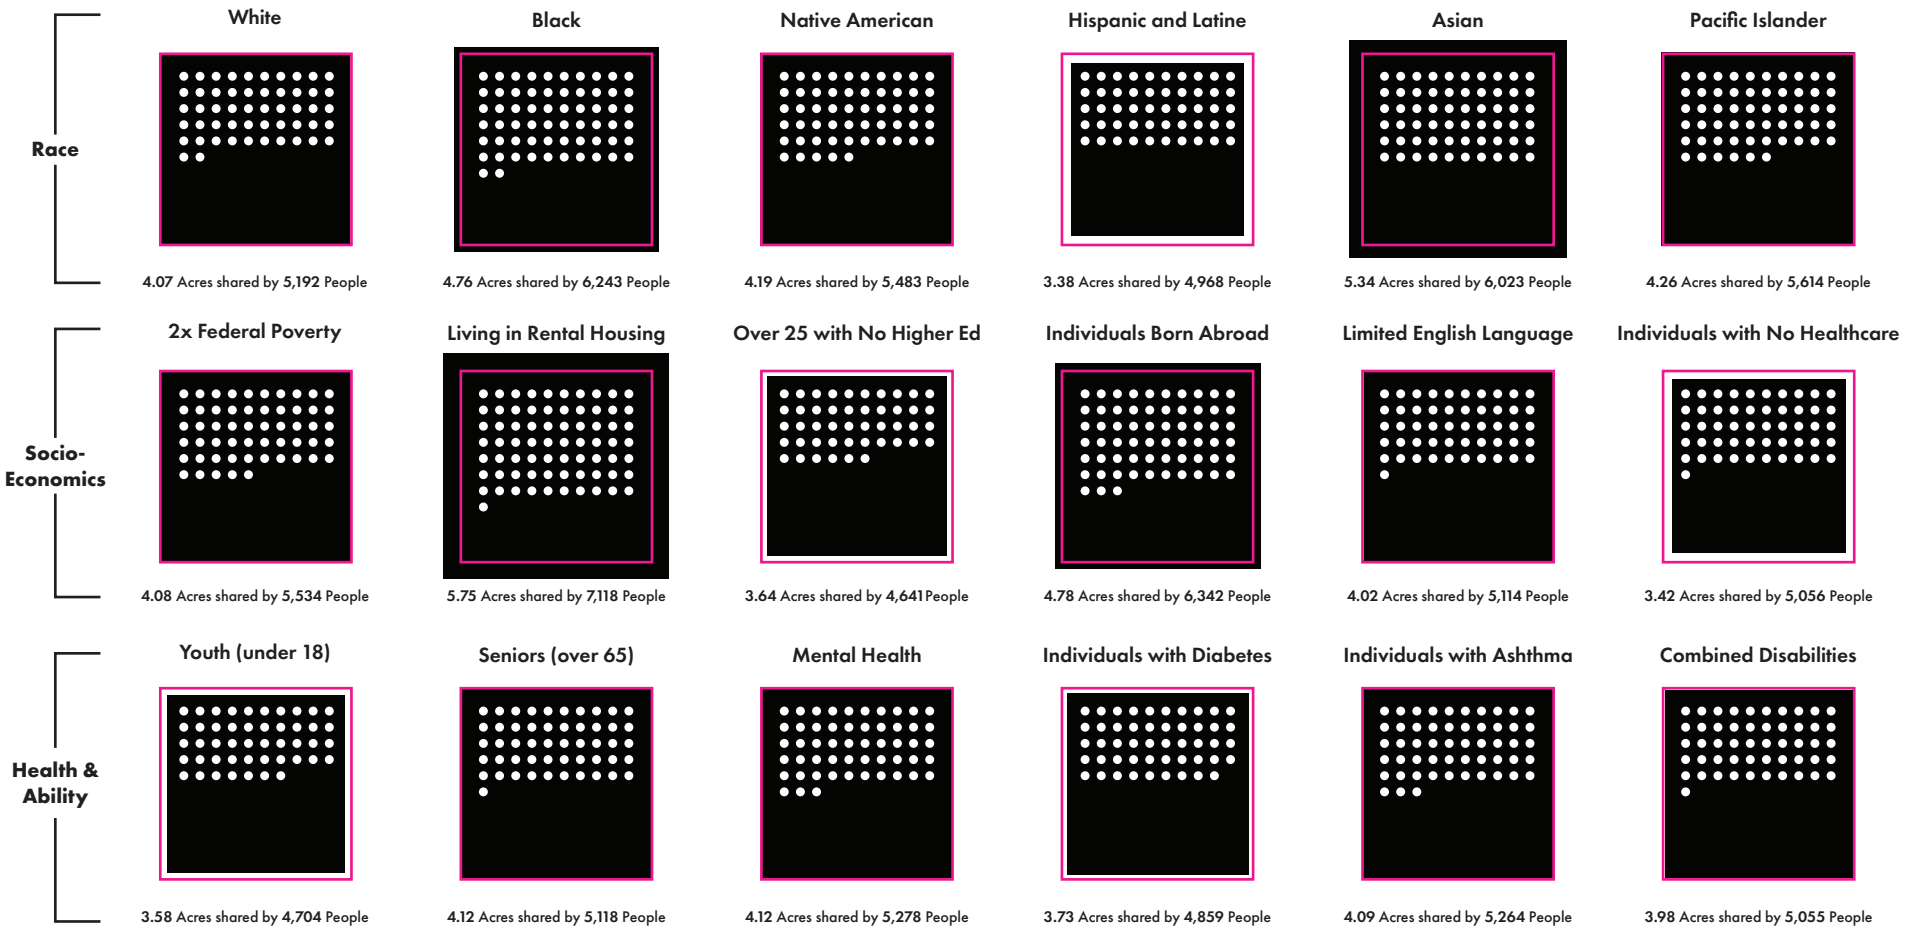 White
Black
Native American
Hispanic and Latine
Asian
Pacific Islander
Race
4.07 Acres shared by 5,192 People
4.76 Acres shared by 6,243 People
4.19 Acres shared by 5,483 People
3.38 Acres shared by 4,968 People
5.34 Acres shared by 6,023 People
4.26 Acres shared by 5,614 People
2x Federal Poverty
Living in Rental Housing
Over 25 with No Higher Ed
Individuals Born Abroad
Limited English Language
Individuals with No Healthcare
Socio-
Economics
4.08 Acres shared by 5,534 People
5.75 Acres shared by 7,118 People
3.64 Acres shared by 4,641 People
4.78 Acres shared by 6,342 People
4.02 Acres shared by 5,114 People
3.42 Acres shared by 5,056 People
Youth (under 18)
Seniors (over 65)
Mental Health
Individuals with Diabetes
Individuals with Ashthma
Combined Disabilities
Health &
Ability
3.58 Acres shared by 4,704 People
4.12 Acres shared by 5,118 People
4.12 Acres shared by 5,278 People
3.73 Acres shared by 4,859 People
4.09 Acres shared by 5,264 People
3.98 Acres shared by 5,055 People